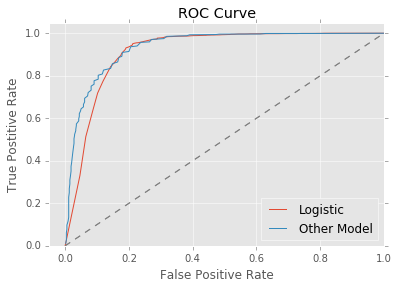 ROC Curve
1.0
0.8
0.6
0.4
0.2
0.0
True Postitive Rate
Logistic
Other Model
0.0 0.2 0.4 0.6 0.8 1.0
False Positive Rate